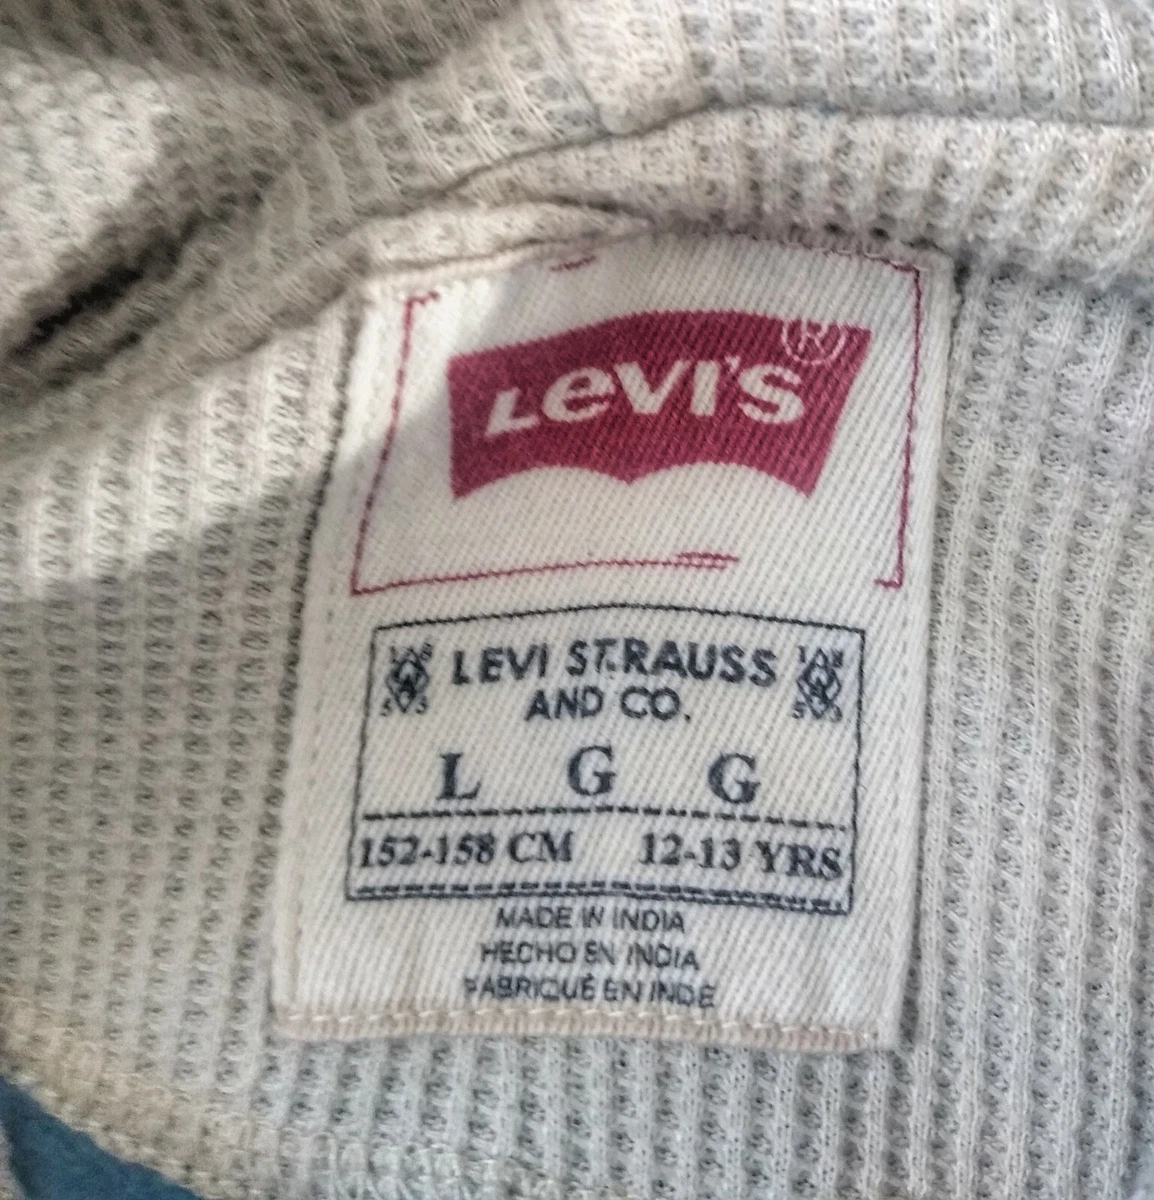 LEVI'S®
LEVI STRAUSS
AND CO.
L G G
152-158 CM 12-13 YRS
MADE IN INDIA
HECHO EN INDIA
FABRIQUÉ EN INDE